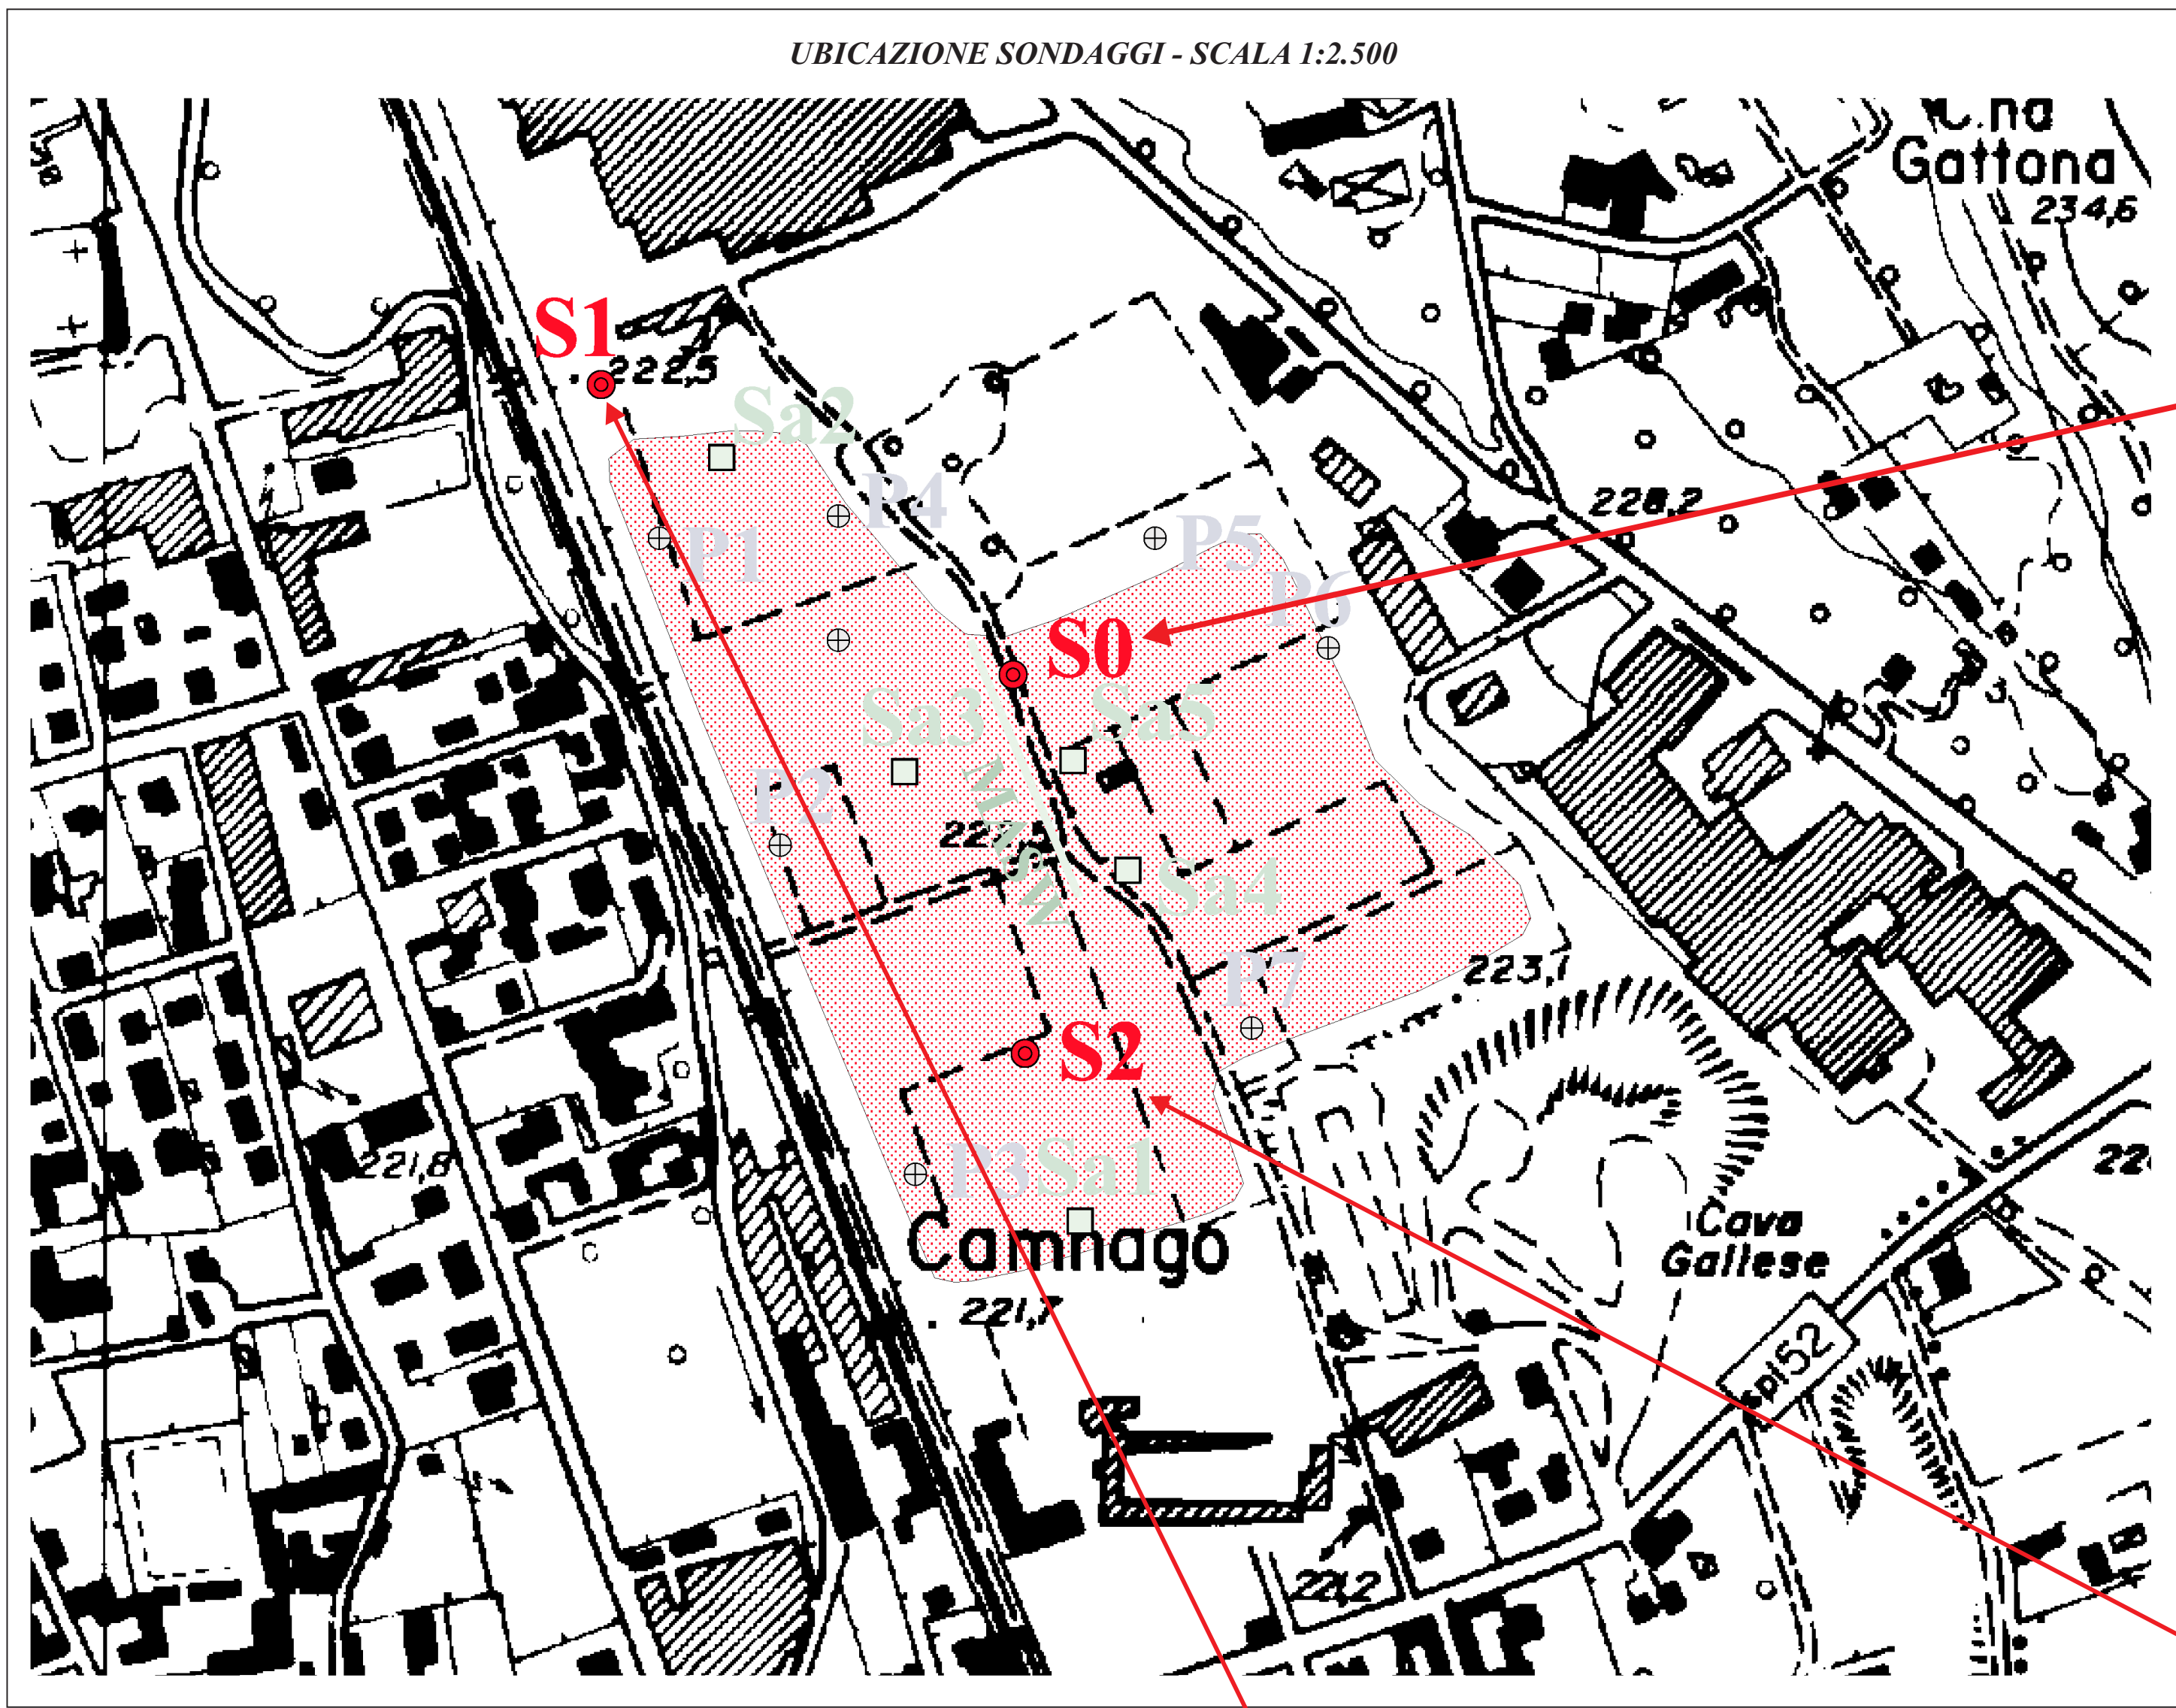 UBICAZIONE SONDAGGI - SCALA 1:2.500
C.na
Gattona
234,6
S1
222,5
Sa2
P4
228,2
P1
P5
P6
S0
Sa3
Sa5
P2
MASW
Sa4
P7
223,1
S2
221,8
P3
Sa1
Camnago
Cava
Gallese
221,7
sp152